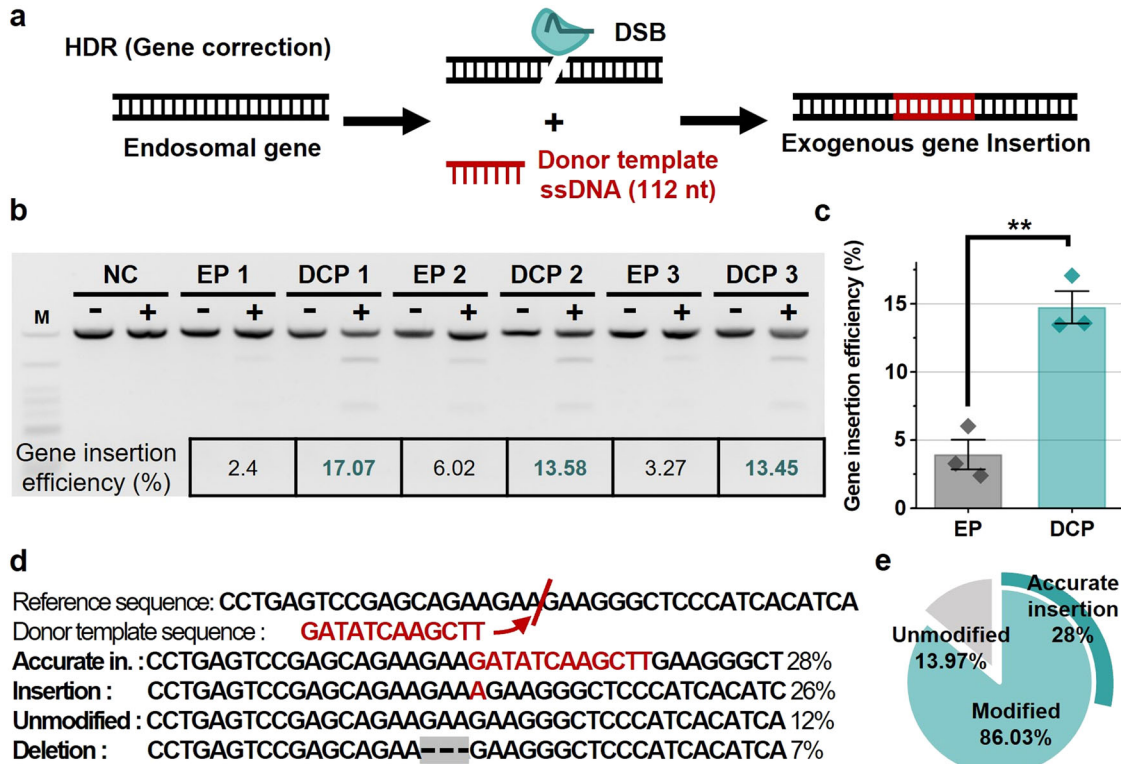 a
HDR (Gene correction)
DSB
Endosomal gene
+
Donor template
ssDNA (112 nt)
Exogenous gene Insertion
b
M
NC EP 1 DCP 1 EP 2 DCP 2 EP 3 DCP 3
- + - + - + - + - + - + - +
Gene insertion
efficiency (%)
2.4 17.07 6.02 13.58 3.27 13.45
c
**
Gene insertion efficiency (%)
15
10
5
0
EP DCP
d
Reference sequence: CCTGAGTCCGAGCAGAAGAAGAAGGGCTCCCATCACATCA
Donor template sequence : GATATCAAGCTT
Accurate in. : CCTGAGTCCGAGCAGAAGAAGATATCAAGCTTGAAGGGCT 28%
Insertion : CCTGAGTCCGAGCAGAAGAAAGAAGGGCTCCCATCACATC 26%
Unmodified : CCTGAGTCCGAGCAGAAGAAGAAGGGCTCCCATCACATCA 12%
Deletion : CCTGAGTCCGAGCAGAA---GAAGGGCTCCCATCACATCA 7%
e
Accurate
insertion
28%
Unmodified
13.97%
Modified
86.03%